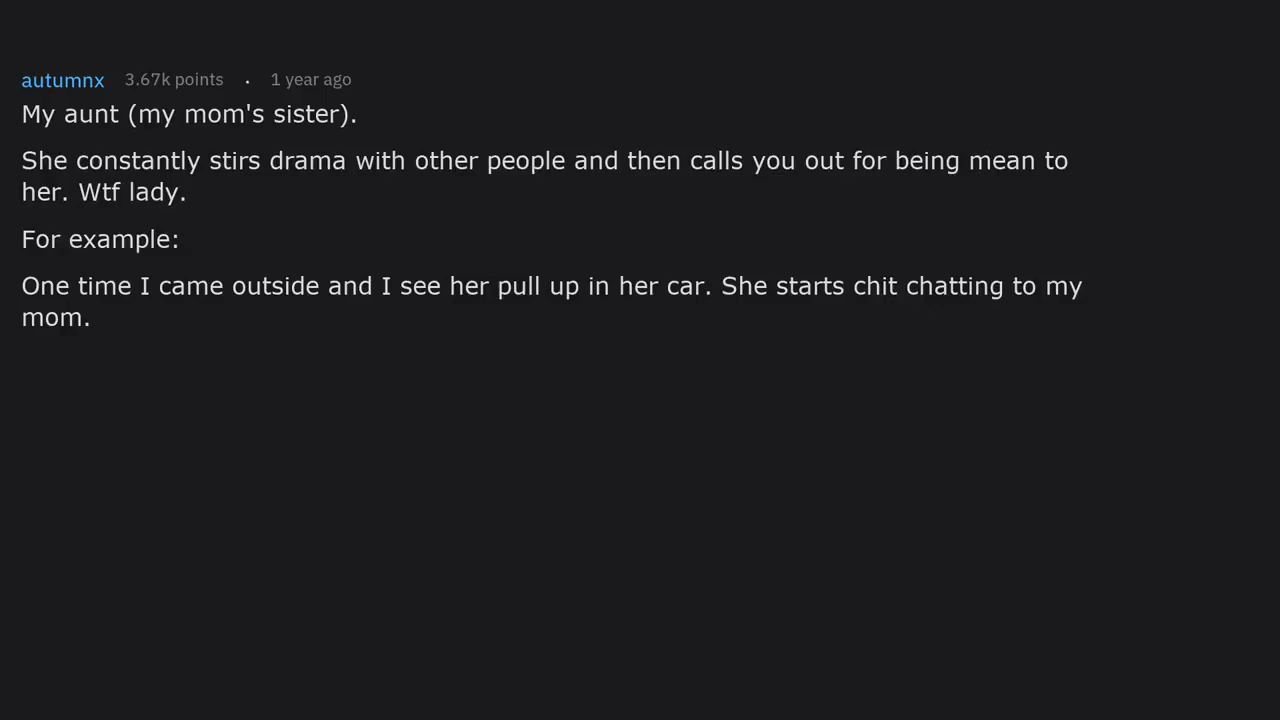 autumnx 3.67k points · 1 year ago
My aunt (my mom's sister).
She constantly stirs drama with other people and then calls you out for being mean to
her. Wtf lady.
For example:
One time I came outside and I see her pull up in her car. She starts chit chatting to my
mom.